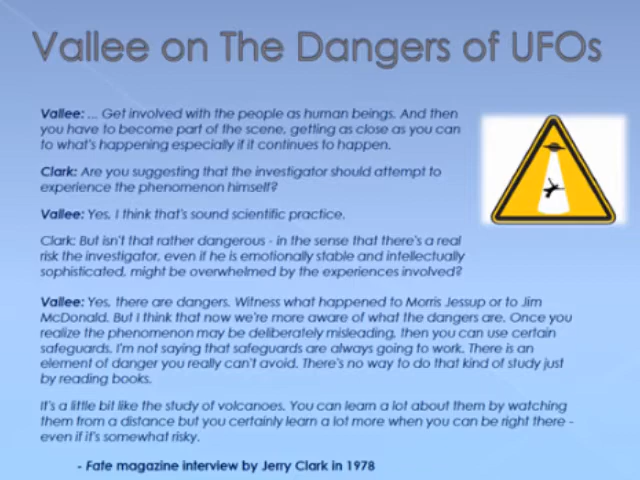 Vallee on The Dangers of UFOs
Vallee: ... Get involved with the people as human beings. And then
you have to become part of the scene, getting as close as you can
to what's happening especially if it continues to happen.
Clark: Are you suggesting that the investigator should attempt to
experience the phenomenon himself?
Vallee: Yes, I think that's sound scientific practice.
Clark: But isn't that rather dangerous - in the sense that there's a real
risk the investigator, even if he is emotionally stable and intellectually
sophisticated, might be overwhelmed by the experiences involved?
Vallee: Yes, there are dangers. Witness what happened to Morris Jessup or to Jim
McDonald. But I think that now we're more aware of what the dangers are. Once you
realize the phenomenon may be deliberately misleading, then you can use certain
safeguards. I'm not saying that safeguards are always going to work. There is an
element of danger you really can't avoid. There's no way to do that kind of study just
by reading books.
It's a little bit like the study of volcanoes. You can learn a lot about them by watching
them from a distance but you certainly learn a lot more when you can be right there -
even if it's somewhat risky.
- Fate magazine interview by Jerry Clark in 1978